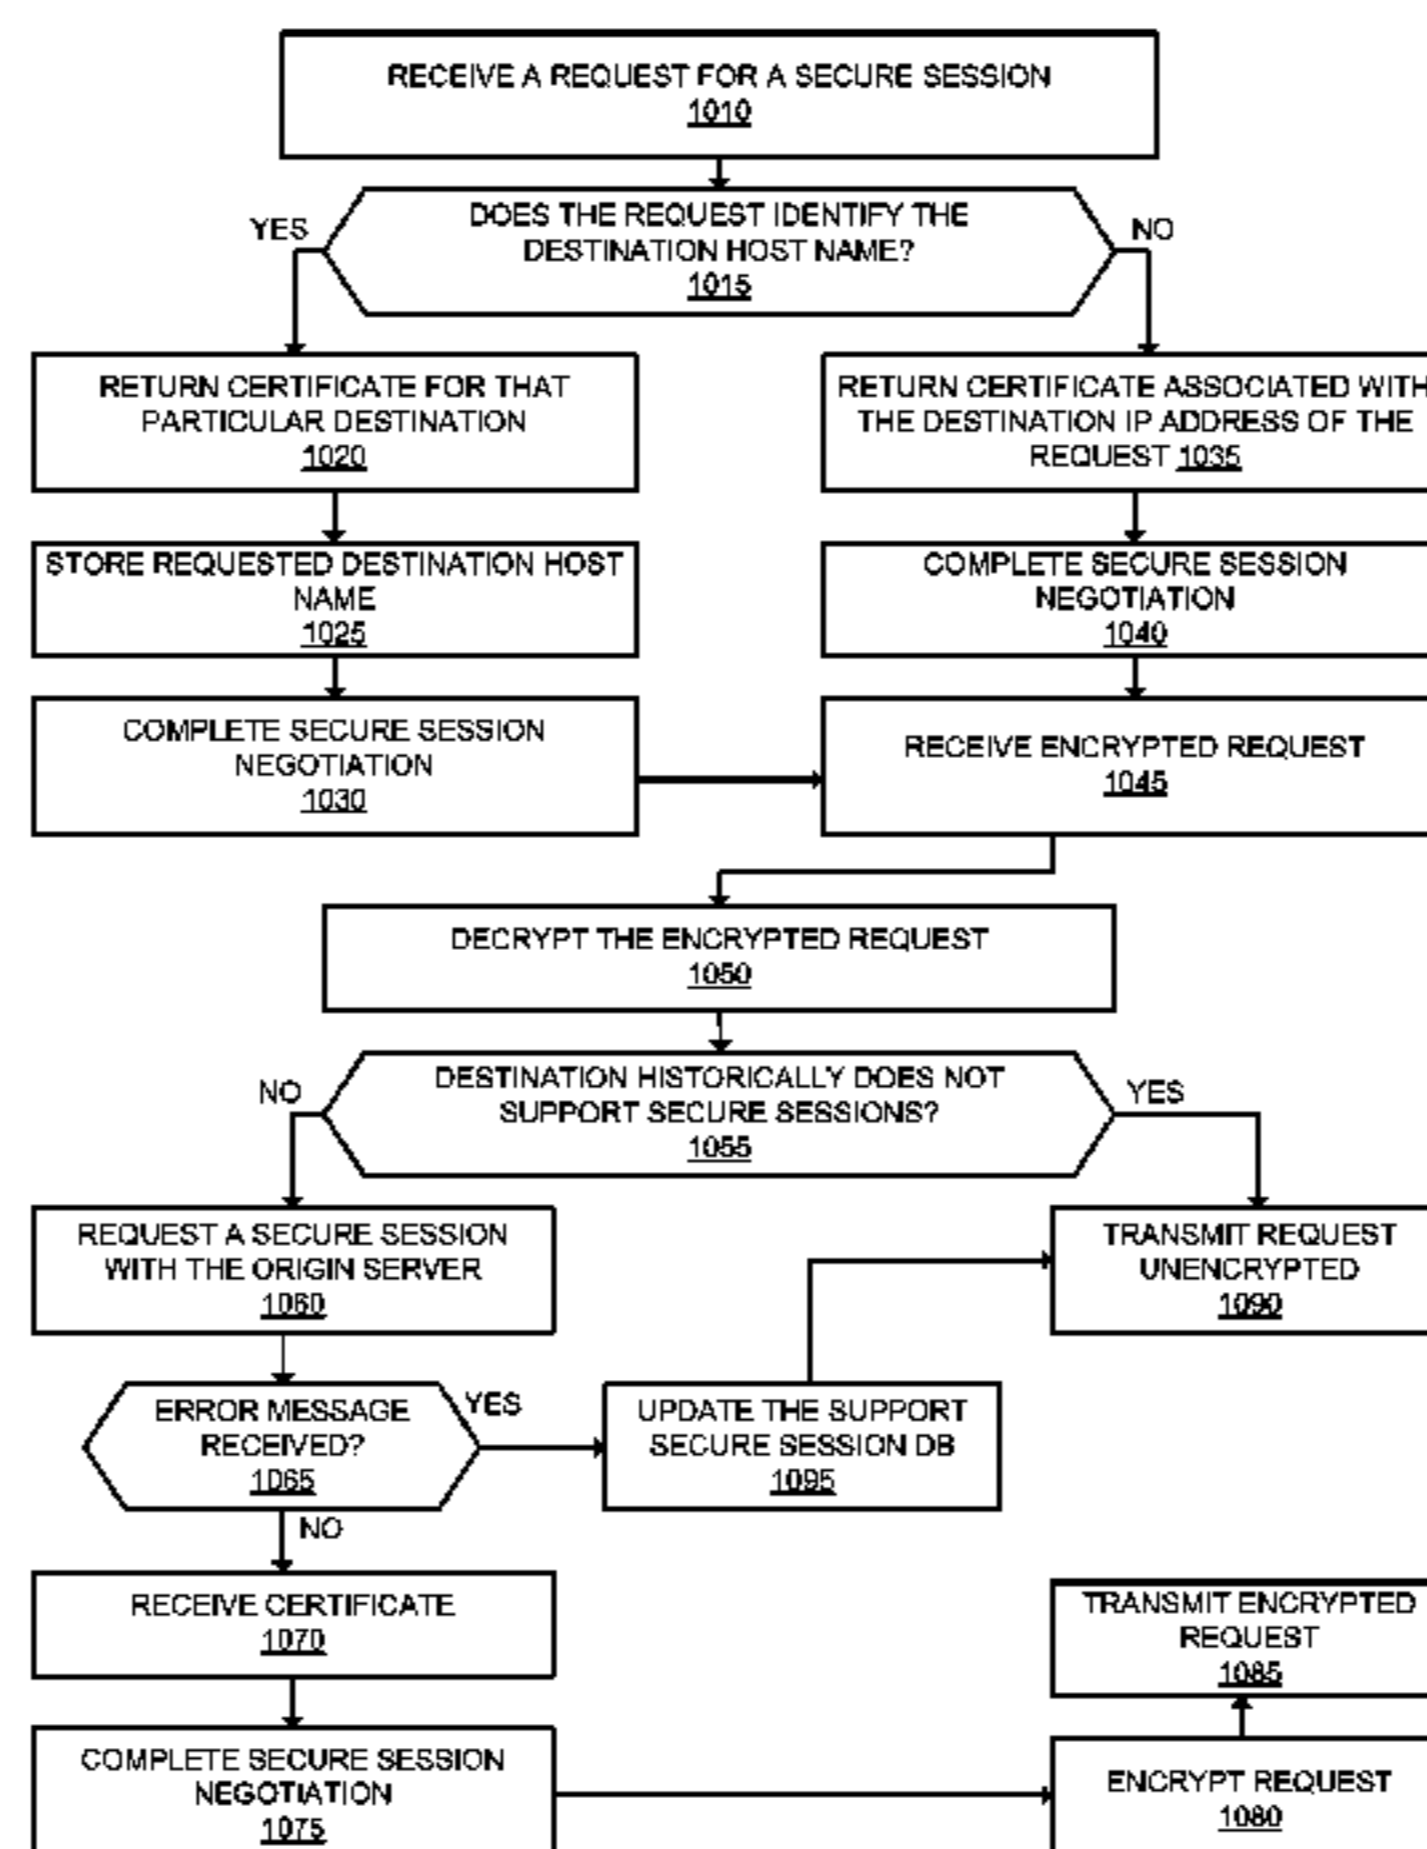 RECEIVE A REQUEST FOR A SECURE SESSION
1010
DOES THE REQUEST IDENTIFY THE
DESTINATION HOST NAME?
1015
YES
NO
RETURN CERTIFICATE FOR THAT
PARTICULAR DESTINATION
1020
RETURN CERTIFICATE ASSOCIATED WITH
THE DESTINATION IP ADDRESS OF THE
REQUEST 1035
STORE REQUESTED DESTINATION HOST
NAME
1025
COMPLETE SECURE SESSION
NEGOTIATION
1040
COMPLETE SECURE SESSION
NEGOTIATION
1030
RECEIVE ENCRYPTED REQUEST
1045
DECRYPT THE ENCRYPTED REQUEST
1050
DESTINATION HISTORICALLY DOES NOT
SUPPORT SECURE SESSIONS?
1055
NO
YES
REQUEST A SECURE SESSION
WITH THE ORIGIN SERVER
1060
TRANSMIT REQUEST
UNENCRYPTED
1090
ERROR MESSAGE
RECEIVED?
1065
YES
UPDATE THE SUPPORT
SECURE SESSION DB
1095
NO
RECEIVE CERTIFICATE
1070
TRANSMIT ENCRYPTED
REQUEST
1085
COMPLETE SECURE SESSION
NEGOTIATION
1075
ENCRYPT REQUEST
1080